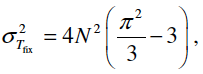 σ²_{T_fix} = 4N² (π²/3 − 3),